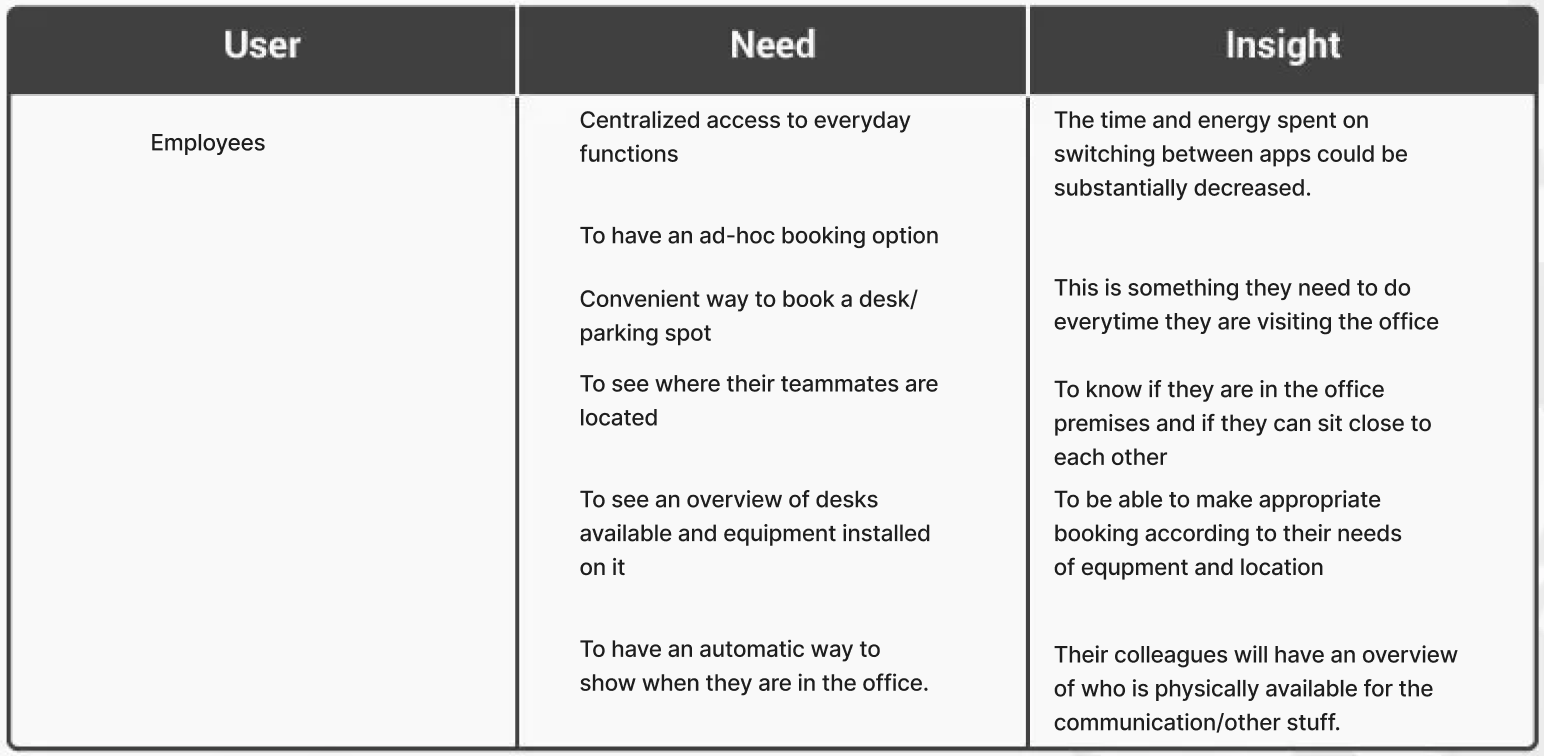 User
Need
Insight
Employees
Centralized access to everyday
functions
The time and energy spent on
switching between apps could be
substantially decreased.
To have an ad-hoc booking option
Convenient way to book a desk/
parking spot
This is something they need to do
everytime they are visiting the office
To see where their teammates are
located
To know if they are in the office
premises and if they can sit close to
each other
To see an overview of desks
available and equipment installed
on it
To be able to make appropriate
booking according to their needs
of equpment and location
To have an automatic way to
show when they are in the office.
Their colleagues will have an overview
of who is physically available for the
communication/other stuff.